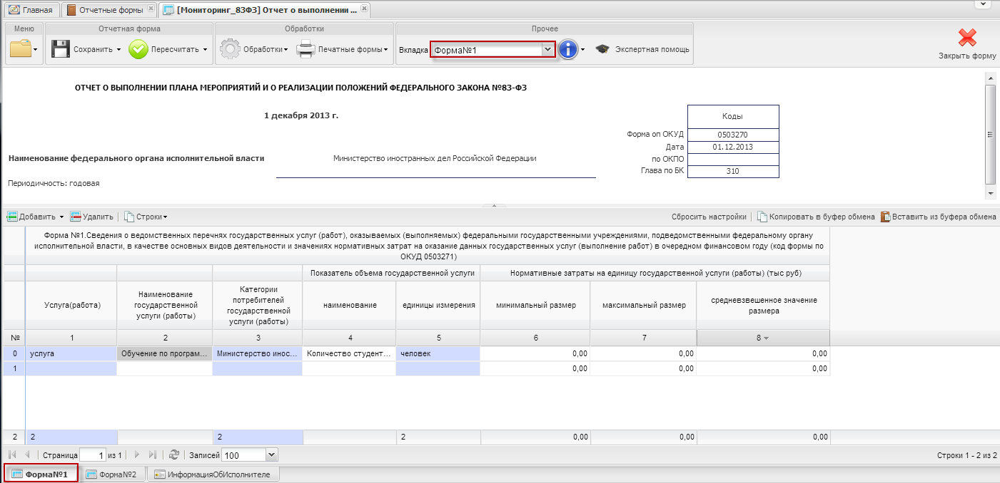 Главная
Отчетные формы
[Мониторинг_83ФЗ] Отчет о выполнении ...
Меню
Отчетная форма
Обработки
Прочее
Сохранить
Пересчитать
Обработки
Печатные формы
Вкладка
Форма№1
Экспертная помощь
Закрыть форму
ОТЧЕТ О ВЫПОЛНЕНИИ ПЛАНА МЕРОПРИЯТИЙ И О РЕАЛИЗАЦИИ ПОЛОЖЕНИЙ ФЕДЕРАЛЬНОГО ЗАКОНА №83-ФЗ
1 декабря 2013 г.
Коды
Форма оп ОКУД 0503270
Дата 01.12.2013
по ОКПО
Глава по БК 310
Наименование федерального органа исполнительной власти
Министерство иностранных дел Российской Федерации
Периодичность: годовая
Добавить
Удалить
Строки
Сбросить настройки
Копировать в буфер обмена
Вставить из буфера обмена
Форма №1.Сведения о ведомственных перечнях государственных услуг (работ), оказываемых (выполняемых) федеральными государственными учреждениями, подведомственными федеральному органу
исполнительной власти, в качестве основных видов деятельности и значениях нормативных затрат на оказание данных государственных услуг (выполнение работ) в очередном финансовом году (код формы по
ОКУД 0503271)
Показатель объема государственной услуги
Нормативные затраты на единицу государственной услуги (работы) (тыс руб)
Услуга(работа)
Наименование
государственной
услуги (работы)
Категории
потребителей
государственной
услуги (работы)
наименование
единицы измерения
минимальный размер
максимальный размер
средневзвешенное значение
размера
№ 1 2 3 4 5 6 7 8
0 услуга Обучение по програм... Министерство инос... Количество студент... человек 0,00 0,00 0,00
1 0,00 0,00 0,00
2 2 2 2 0,00 0,00 0,00
Страница 1 из 1
Записей 100
Строки 1 - 2 из 2
Форма№1
Форма№2
ИнформацияОбИсполнителе